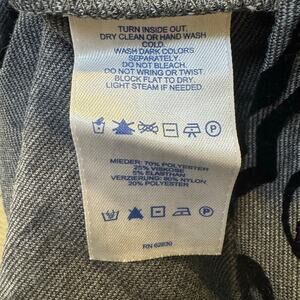 TURN INSIDE OUT.
DRY CLEAN OR HAND WASH
COLD.
WASH DARK COLORS
SEPARATELY.
DO NOT BLEACH.
DO NOT WRING OR TWIST.
BLOCK FLAT TO DRY.
LIGHT STEAM IF NEEDED.
P
MIEDER: 70% POLYESTER
25% VISKOSE
5% ELASTHAN
VERZIERUNG: 80% NYLON
20% POLYESTER
P
RN 62830